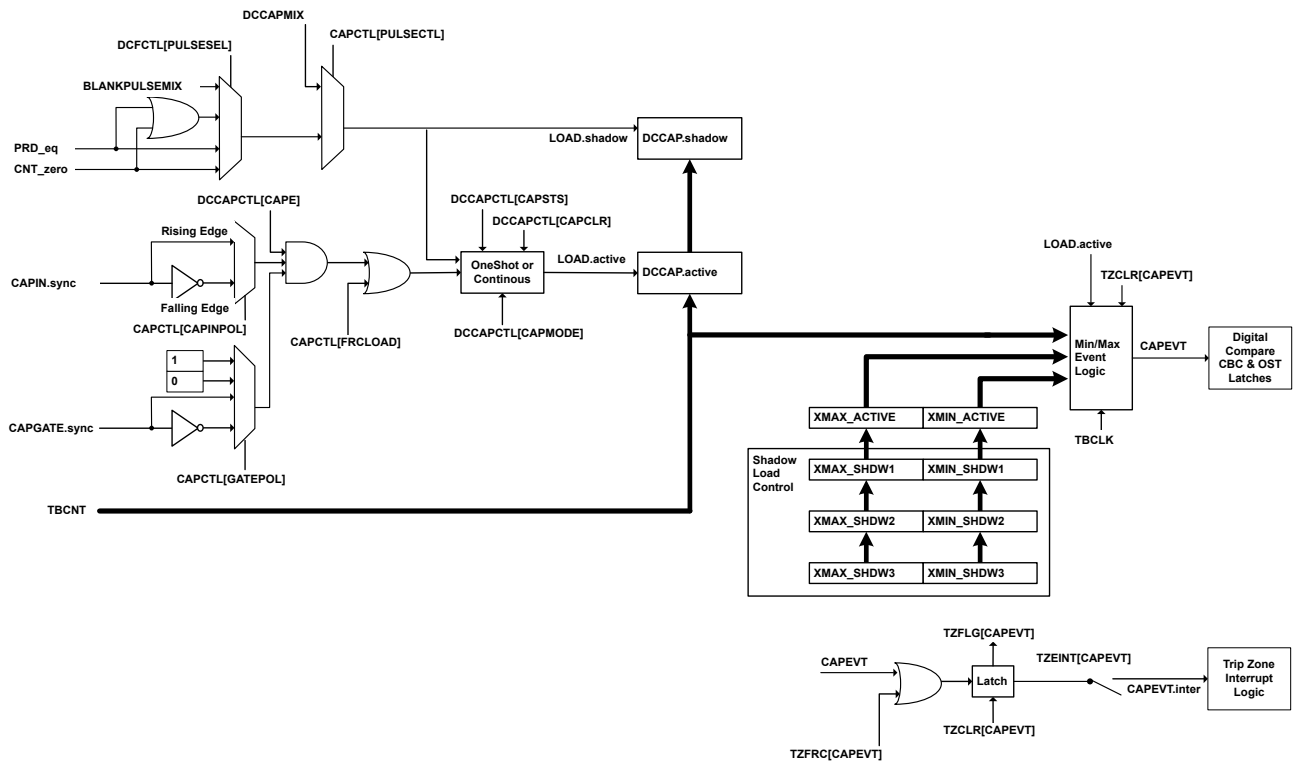 DCCAPMIX
CAPCTL[PULSECTL]
DCFCTL[PULSESEL]
BLANKPULSEMIX
PRD_eq
CNT_zero
LOAD.shadow
DCCAP.shadow
DCCAPCTL[CAPE]
DCCAPCTL[CAPSTS]
DCCAPCTL[CAPCLR]
Rising Edge
CAPIN.sync
Falling Edge
CAPCTL[CAPINPOL]
OneShot or
Continous
LOAD.active
DCCAP.active
CAPCTL[FRCLOAD]
DCCAPCTL[CAPMODE]
1
0
CAPGATE.sync
CAPCTL[GATEPOL]
TBCNT
LOAD.active
TZCLR[CAPEVT]
Min/Max
Event
Logic
CAPEVT
Digital
Compare
CBC & OST
Latches
TBCLK
XMAX_ACTIVE
XMIN_ACTIVE
Shadow
Load
Control
XMAX_SHDW1
XMIN_SHDW1
XMAX_SHDW2
XMIN_SHDW2
XMAX_SHDW3
XMIN_SHDW3
TZFLG[CAPEVT]
CAPEVT
Latch
TZEINT[CAPEVT]
CAPEVT.inter
Trip Zone
Interrupt
Logic
TZCLR[CAPEVT]
TZFRC[CAPEVT]